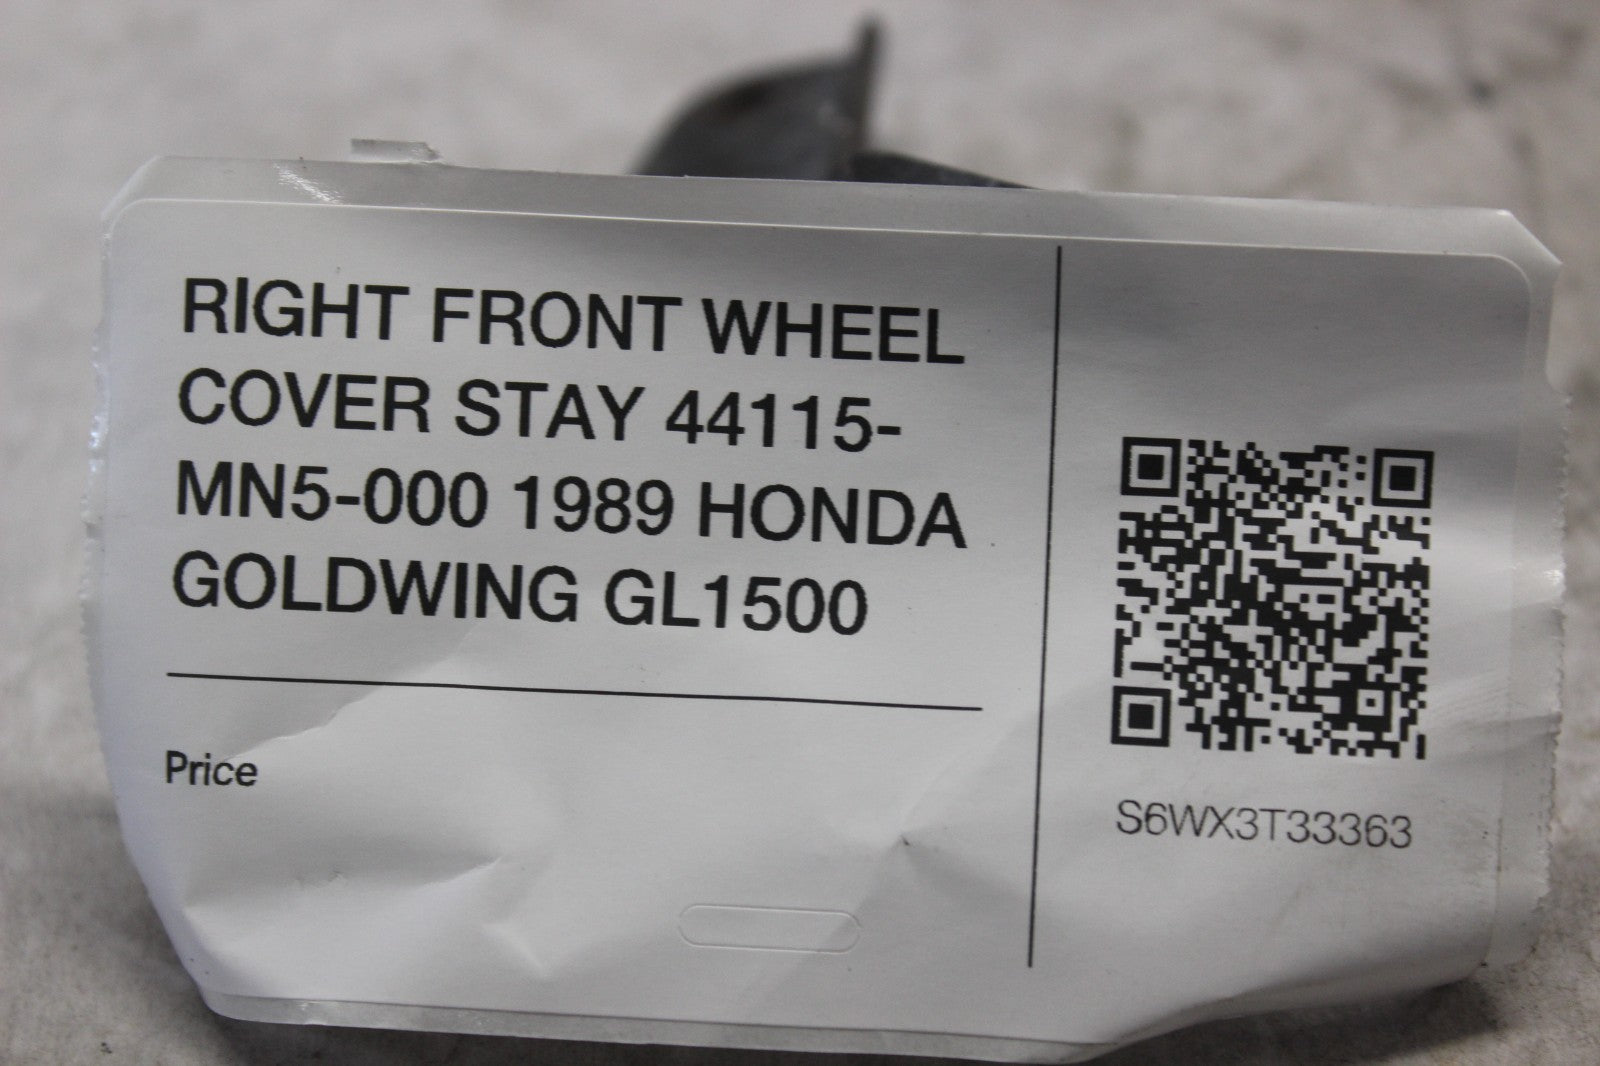 RIGHT FRONT WHEEL
COVER STAY 44115-
MN5-000 1989 HONDA
GOLDWING GL1500
Price
S6WX3T33363